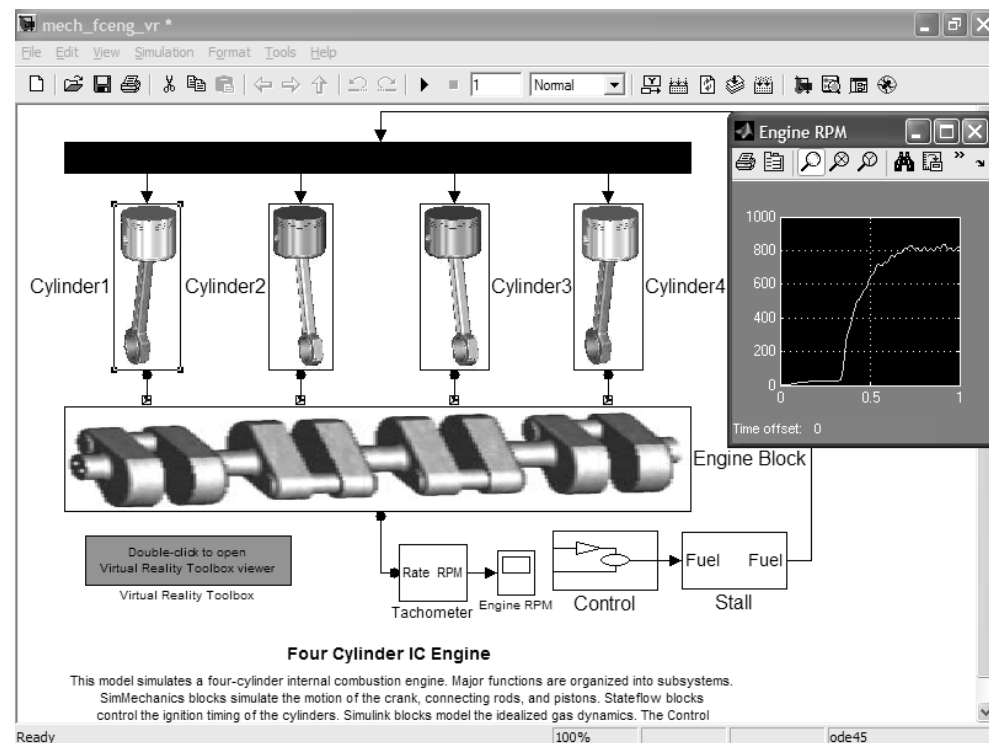 mech_fceng_vr *
File Edit View Simulation Format Tools Help
1 Normal
Engine RPM
1000
800
600
400
200
0
0 0.5 1
Time offset: 0
Cylinder1
Cylinder2
Cylinder3
Cylinder4
Engine Block
Double-click to open
Virtual Reality Toolbox viewer
Virtual Reality Toolbox
Rate RPM
Tachometer
Engine RPM
Control
Fuel Fuel
Stall
Four Cylinder IC Engine
This model simulates a four-cylinder internal combustion engine. Major functions are organized into subsystems.
SimMechanics blocks simulate the motion of the crank, connecting rods, and pistons. Stateflow blocks
control the ignition timing of the cylinders. Simulink blocks model the idealized gas dynamics. The Control
Ready 100% ode45